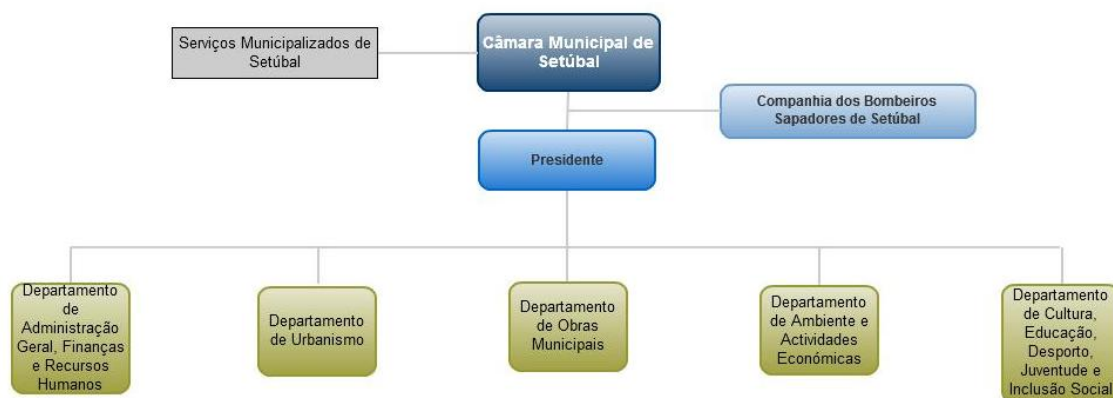 Serviços Municipalizados de
Setúbal
Câmara Municipal de
Setúbal
Companhia dos Bombeiros
Sapadores de Setúbal
Presidente
Departamento
de
Administração
Geral, Finanças
e Recursos
Humanos
Departamento
de Urbanismo
Departamento
de Obras
Municipais
Departamento
de Ambiente e
Actividades
Económicas
Departamento
de Cultura,
Educação,
Desporto,
Juventude e
Inclusão Social